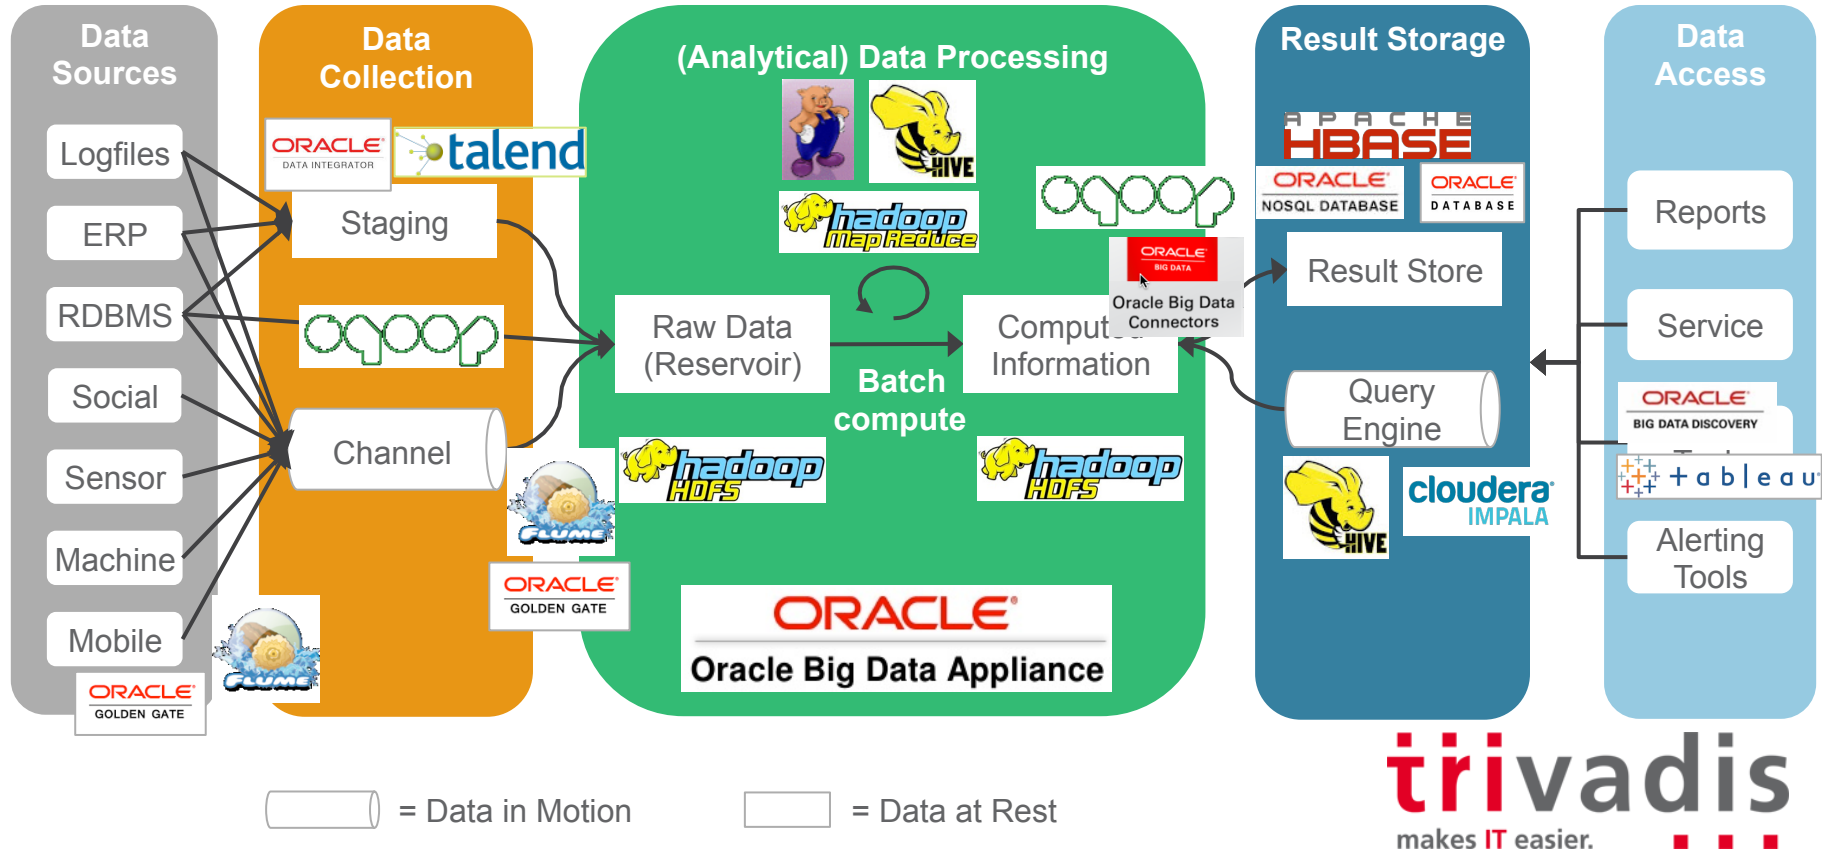 Data
Sources
Logfiles
ERP
RDBMS
Social
Sensor
Machine
Mobile
ORACLE®
GOLDEN GATE
FLUME
Data
Collection
ORACLE®
DATA INTEGRATOR
talend
Staging
sqoop
Channel
FLUME
ORACLE®
GOLDEN GATE
(Analytical) Data Processing
HIVE
hadoop
Map Reduce
sqoop
ORACLE®
BIG DATA
Oracle Big Data
Connectors
Raw Data
(Reservoir)
Batch
compute
Computed
Information
hadoop
HDFS
hadoop
HDFS
ORACLE®
Oracle Big Data Appliance
Result Storage
APACHE
HBASE
ORACLE®
NOSQL DATABASE
ORACLE®
DATABASE
Result Store
Query
Engine
HIVE
cloudera®
IMPALA
Data
Access
Reports
Service
ORACLE®
BIG DATA DISCOVERY
+ableau®
Alerting
Tools
= Data in Motion
= Data at Rest
trivadis
makes IT easier.